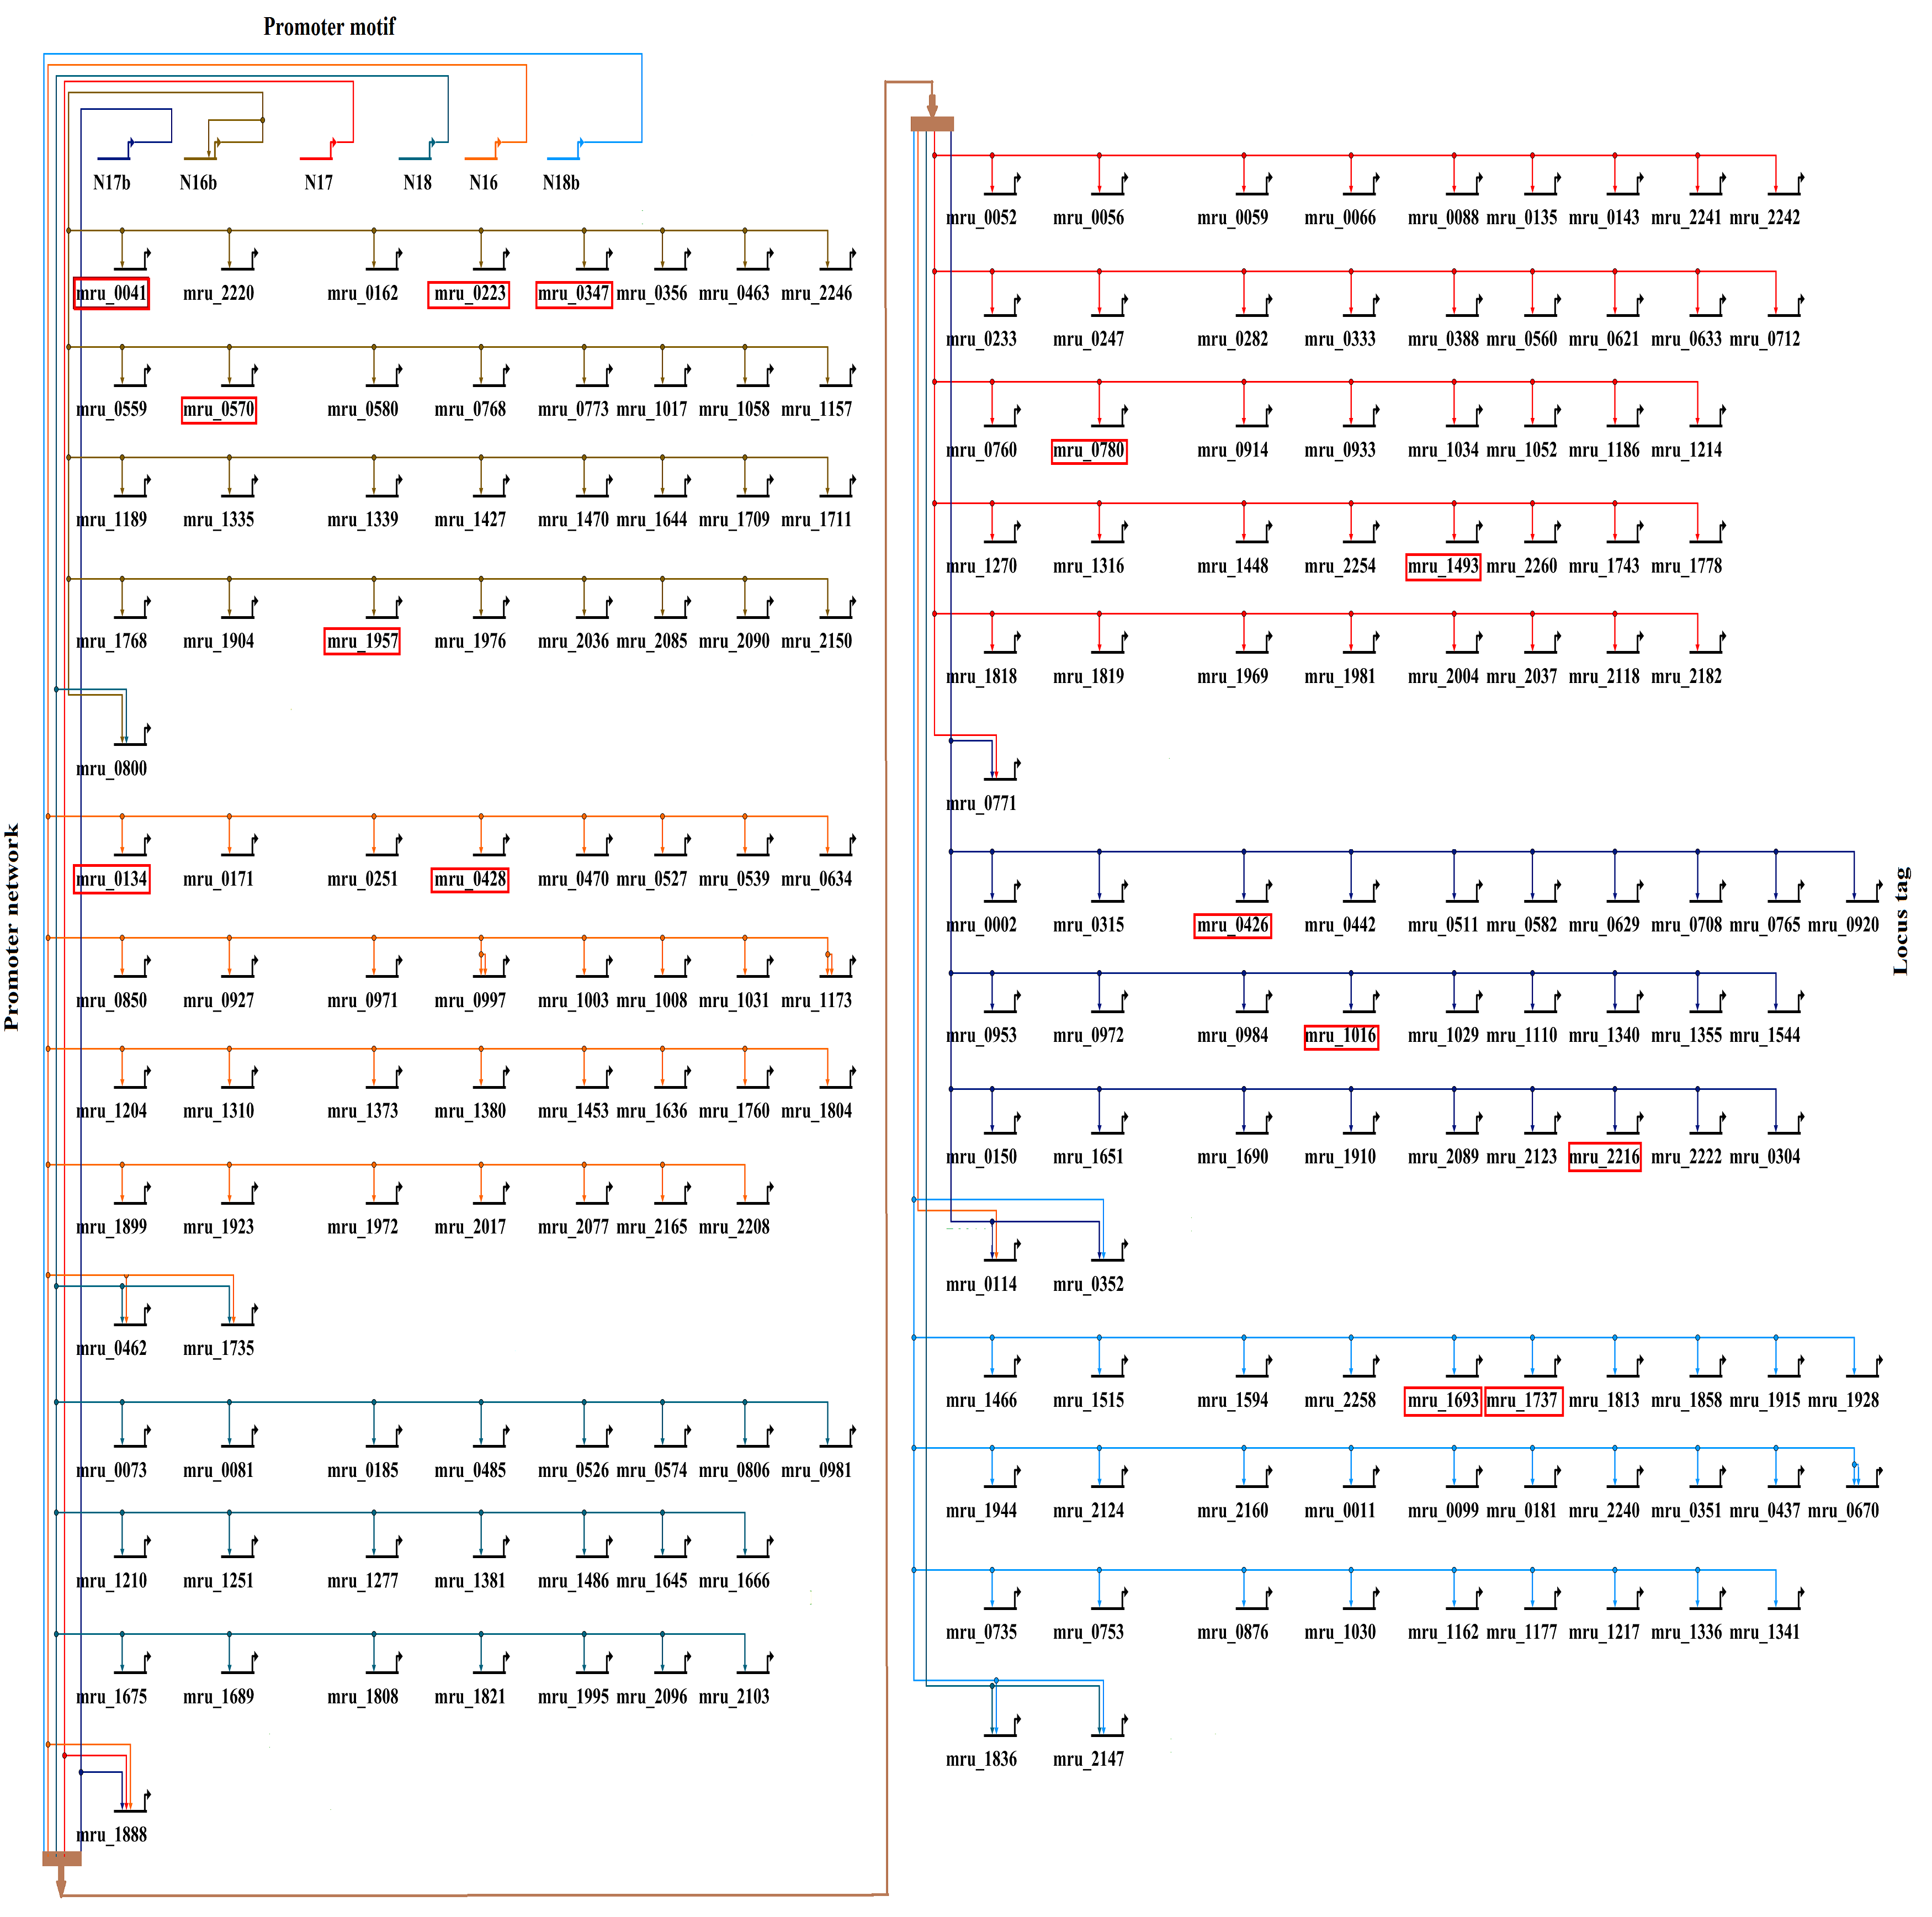 Promoter motif
N17b N16b N17 N18 N16 N18b
mru_0041 mru_2220 mru_0162 mru_0223 mru_0347 mru_0356 mru_0463 mru_2246
mru_0559 mru_0570 mru_0580 mru_0768 mru_0773 mru_1017 mru_1058 mru_1157
mru_1189 mru_1335 mru_1339 mru_1427 mru_1470 mru_1644 mru_1709 mru_1711
mru_1768 mru_1904 mru_1957 mru_1976 mru_2036 mru_2085 mru_2090 mru_2150
mru_0800
mru_0134 mru_0171 mru_0251 mru_0428 mru_0470 mru_0527 mru_0539 mru_0634
mru_0850 mru_0927 mru_0971 mru_0997 mru_1003 mru_1008 mru_1031 mru_1173
mru_1204 mru_1310 mru_1373 mru_1380 mru_1453 mru_1636 mru_1760 mru_1804
mru_1899 mru_1923 mru_1972 mru_2017 mru_2077 mru_2165 mru_2208
mru_0462 mru_1735
mru_0073 mru_0081 mru_0185 mru_0485 mru_0526 mru_0574 mru_0806 mru_0981
mru_1210 mru_1251 mru_1277 mru_1381 mru_1486 mru_1645 mru_1666
mru_1675 mru_1689 mru_1808 mru_1821 mru_1995 mru_2096 mru_2103
mru_1888
Promoter network
mru_0052 mru_0056 mru_0059 mru_0066 mru_0088 mru_0135 mru_0143 mru_2241 mru_2242
mru_0233 mru_0247 mru_0282 mru_0333 mru_0388 mru_0560 mru_0621 mru_0633 mru_0712
mru_0760 mru_0780 mru_0914 mru_0933 mru_1034 mru_1052 mru_1186 mru_1214
mru_1270 mru_1316 mru_1448 mru_2254 mru_1493 mru_2260 mru_1743 mru_1778
mru_1818 mru_1819 mru_1969 mru_1981 mru_2004 mru_2037 mru_2118 mru_2182
mru_0771
mru_0002 mru_0315 mru_0426 mru_0442 mru_0511 mru_0582 mru_0629 mru_0708 mru_0765 mru_0920
mru_0953 mru_0972 mru_0984 mru_1016 mru_1029 mru_1110 mru_1340 mru_1355 mru_1544
mru_0150 mru_1651 mru_1690 mru_1910 mru_2089 mru_2123 mru_2216 mru_2222 mru_0304
mru_0114 mru_0352
mru_1466 mru_1515 mru_1594 mru_2258 mru_1693 mru_1737 mru_1813 mru_1858 mru_1915 mru_1928
mru_1944 mru_2124 mru_2160 mru_0011 mru_0099 mru_0181 mru_2240 mru_0351 mru_0437 mru_0670
mru_0735 mru_0753 mru_0876 mru_1030 mru_1162 mru_1177 mru_1217 mru_1336 mru_1341
mru_1836 mru_2147
Locus tag